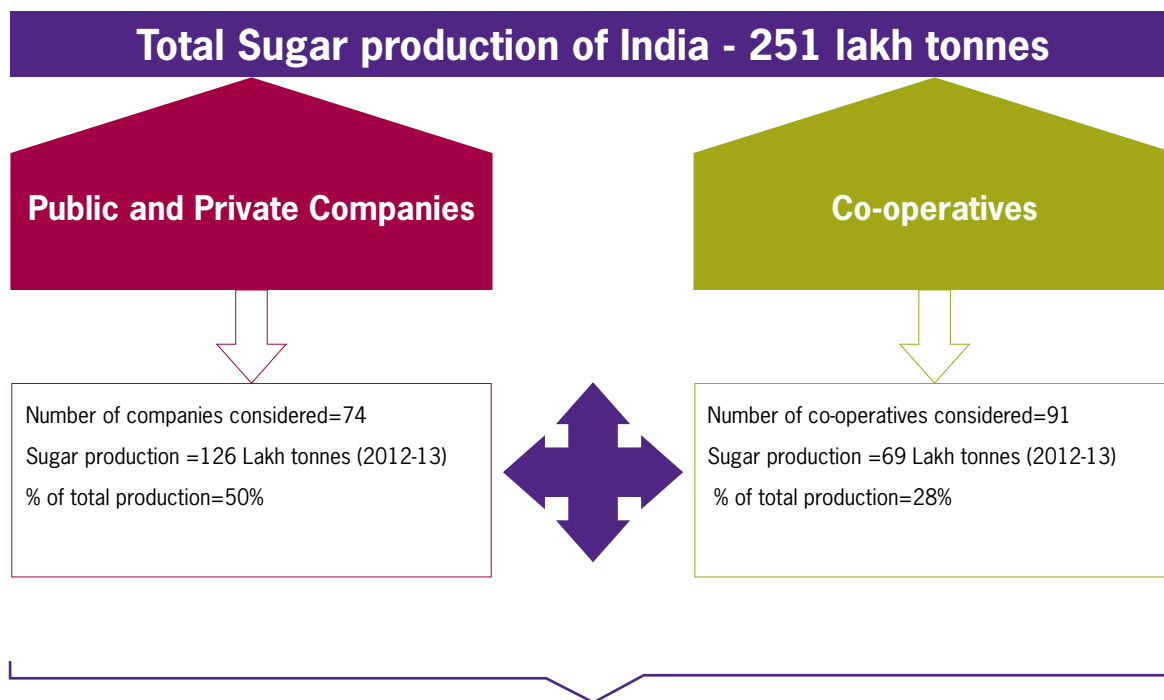 Total Sugar production of India - 251 lakh tonnes
Public and Private Companies
Co-operatives
Number of companies considered=74
Sugar production =126 Lakh tonnes (2012-13)
% of total production=50%
Number of co-operatives considered=91
Sugar production =69 Lakh tonnes (2012-13)
% of total production=28%